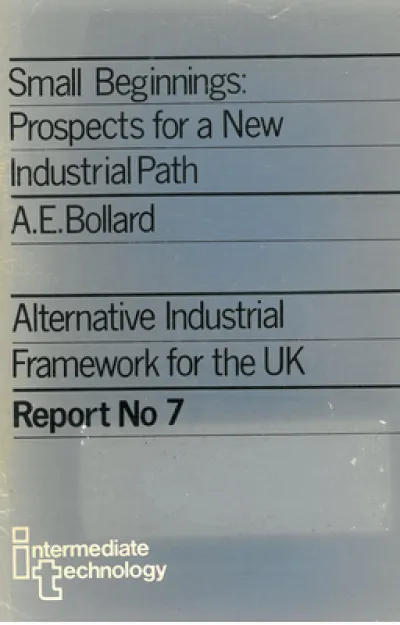 Small Beginnings:
Prospects for a New
Industrial Path
A.E.Bollard
Alternative Industrial
Framework for the UK
Report No 7
intermediate
technology